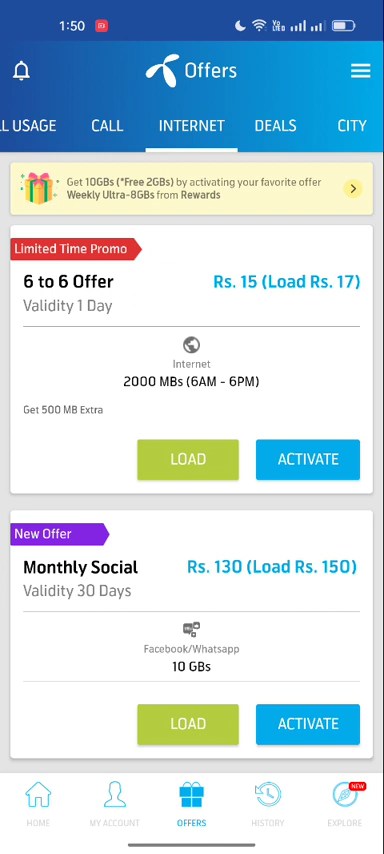 1:50
Vo
LTE
Offers
LL USAGE CALL INTERNET DEALS CITY
Get 10GBs (*Free 2GBs) by activating your favorite offer
Weekly Ultra-8GBs from Rewards
Limited Time Promo
6 to 6 Offer Rs. 15 (Load Rs. 17)
Validity 1 Day
Internet
2000 MBs (6AM - 6PM)
Get 500 MB Extra
LOAD ACTIVATE
New Offer
Monthly Social Rs. 130 (Load Rs. 150)
Validity 30 Days
Facebook/Whatsapp
10 GBs
LOAD ACTIVATE
NEW
HOME MY ACCOUNT OFFERS HISTORY EXPLORE